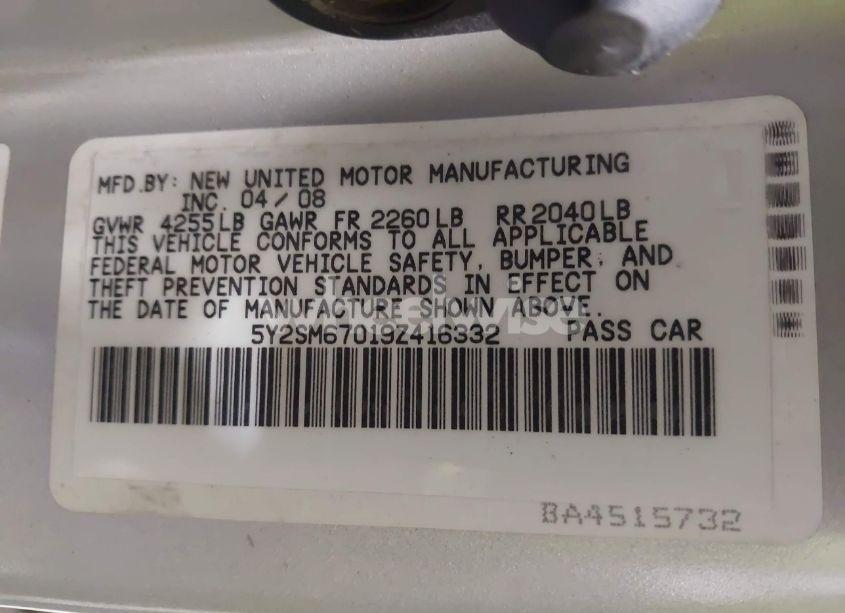 MFD.BY: NEW UNITED MOTOR MANUFACTURING
INC. 04/08
GVWR 4255LB GAWR FR 2260LB RR 2040LB
THIS VEHICLE CONFORMS TO ALL APPLICABLE
FEDERAL MOTOR VEHICLE SAFETY, BUMPER, AND
THEFT PREVENTION STANDARDS IN EFFECT ON
THE DATE OF MANUFACTURE SHOWN ABOVE.
5Y2SM67019Z416332 PASS CAR
BA4515732